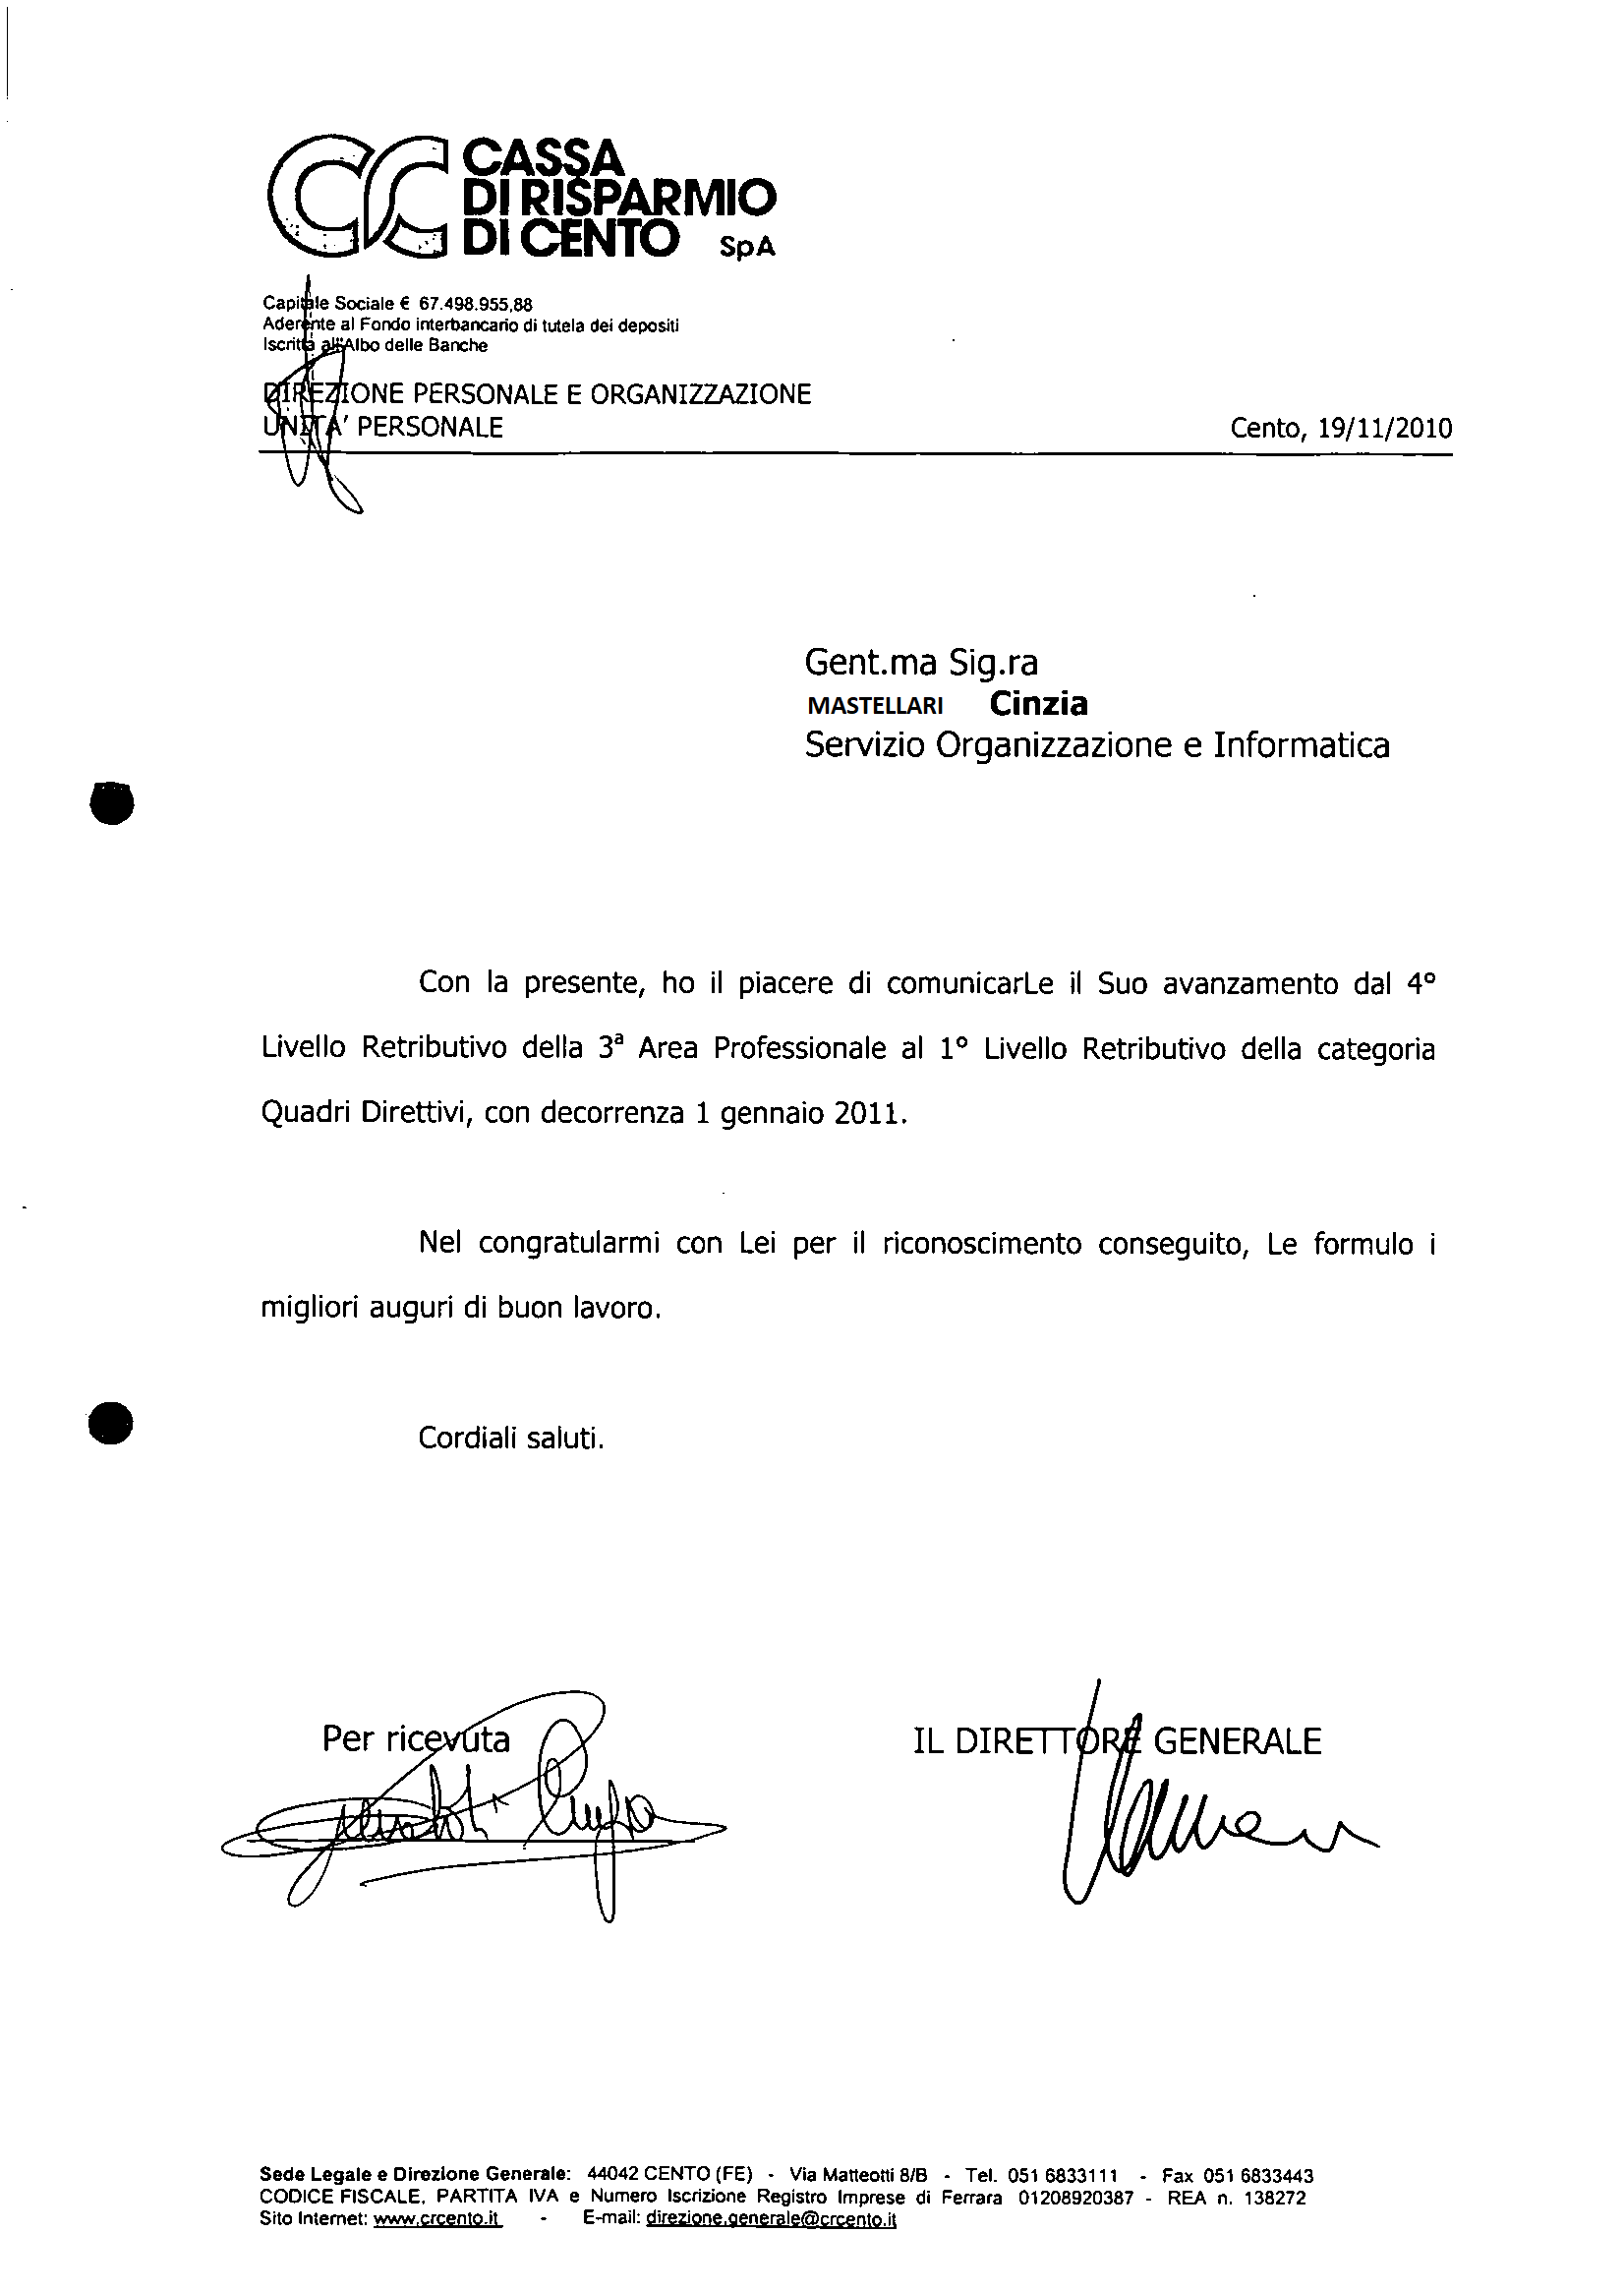 CASSA
DI RISPARMIO
DI CENTO SpA
Capitale Sociale € 67.498.955,88
Aderente al Fondo interbancario di tutela dei depositi
Iscritta all'Albo delle Banche
DIREZIONE PERSONALE E ORGANIZZAZIONE
UNITA' PERSONALE
Cento, 19/11/2010
Gent.ma Sig.ra
MASTELLARI Cinzia
Servizio Organizzazione e Informatica
Con la presente, ho il piacere di comunicarLe il Suo avanzamento dal 4º
Livello Retributivo della 3ª Area Professionale al 1º Livello Retributivo della categoria
Quadri Direttivi, con decorrenza 1 gennaio 2011.
Nel congratularmi con Lei per il riconoscimento conseguito, Le formulo i
migliori auguri di buon lavoro.
Cordiali saluti.
Per ricevuta
IL DIRETTORE GENERALE
Sede Legale e Direzione Generale: 44042 CENTO (FE) - Via Matteotti 8/B - Tel. 051 6833111 - Fax 051 6833443
CODICE FISCALE, PARTITA IVA e Numero Iscrizione Registro Imprese di Ferrara 01208920387 - REA n. 138272
Sito Internet: www.crcento.it - E-mail: direzione.generale@crcento.it